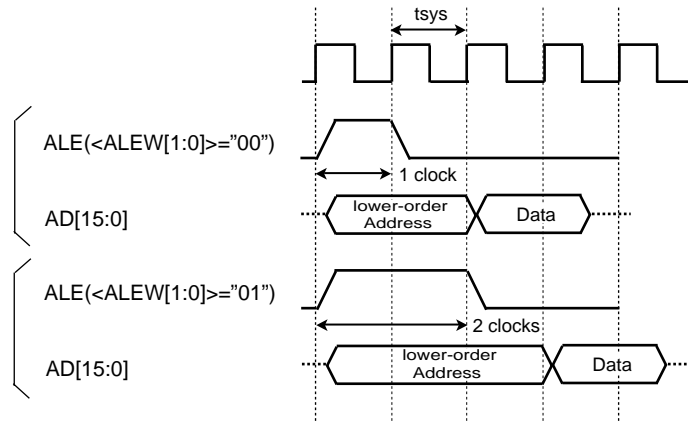 tsys
ALE(<ALEW[1:0]>=”00”)
1 clock
AD[15:0]
lower-order
Address
Data
ALE(<ALEW[1:0]>=”01”)
2 clocks
AD[15:0]
lower-order
Address
Data